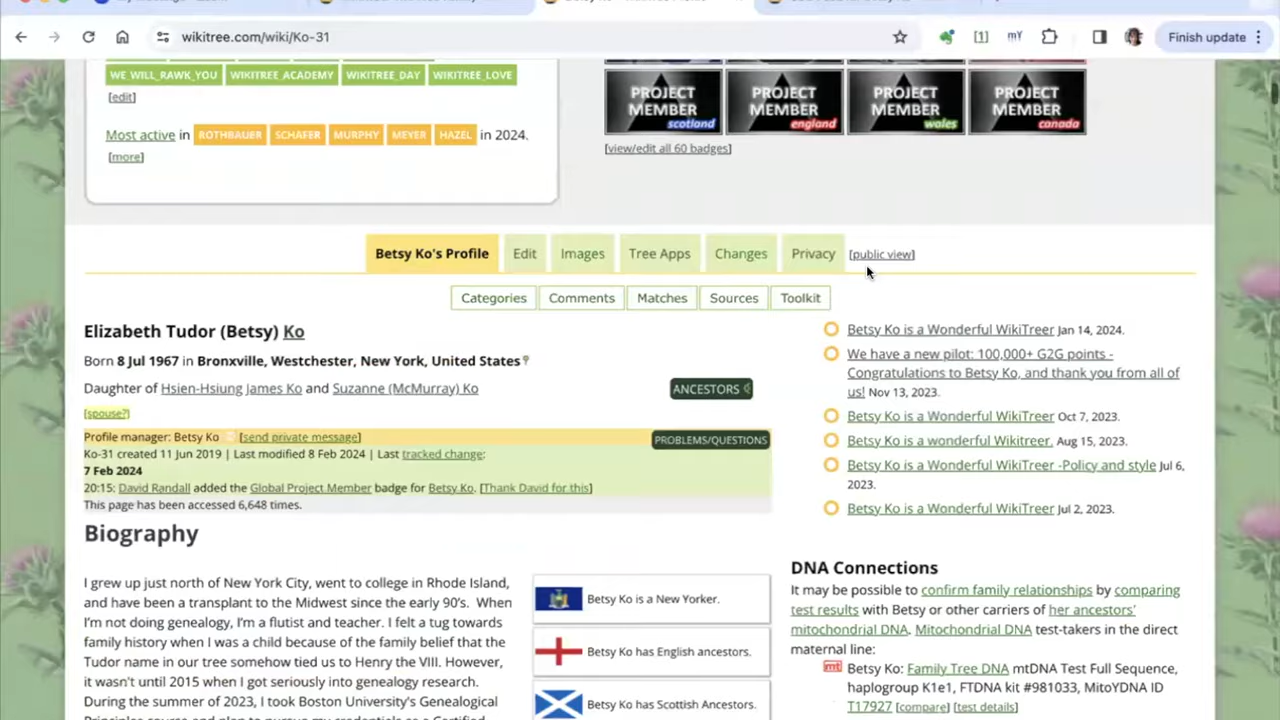 wikitree.com/wiki/Ko-31
Finish update
WE_WILL_RAWK_YOU WIKITREE_ACADEMY WIKITREE_DAY WIKITREE_LOVE
[edit]
Most active in ROTHBAUER SCHAFER MURPHY MEYER HAZEL in 2024.
[more]
PROJECT MEMBER scotland
PROJECT MEMBER england
PROJECT MEMBER wales
PROJECT MEMBER canada
[view/edit all 60 badges]
Betsy Ko's Profile Edit Images Tree Apps Changes Privacy [public view]
Categories Comments Matches Sources Toolkit
Elizabeth Tudor (Betsy) Ko
Born 8 Jul 1967 in Bronxville, Westchester, New York, United States
Daughter of Hsien-Hsiung James Ko and Suzanne (McMurray) Ko
ANCESTORS
[spouse?]
Profile manager: Betsy Ko [send private message]
PROBLEMS/QUESTIONS
Ko-31 created 11 Jun 2019 | Last modified 8 Feb 2024 | Last tracked change:
7 Feb 2024
20:15: David Randall added the Global Project Member badge for Betsy Ko. [Thank David for this]
This page has been accessed 6,648 times.
Biography
I grew up just north of New York City, went to college in Rhode Island,
and have been a transplant to the Midwest since the early 90's. When
I'm not doing genealogy, I'm a flutist and teacher. I felt a tug towards
family history when I was a child because of the family belief that the
Tudor name in our tree somehow tied us to Henry the VIII. However,
it wasn't until 2015 when I got seriously into genealogy research.
During the summer of 2023, I took Boston University's Genealogical
Betsy Ko is a New Yorker.
Betsy Ko has English ancestors.
Betsy Ko has Scottish Ancestors.
Betsy Ko is a Wonderful WikiTreer Jan 14, 2024.
We have a new pilot: 100,000+ G2G points -
Congratulations to Betsy Ko, and thank you from all of
us! Nov 13, 2023.
Betsy Ko is a Wonderful WikiTreer Oct 7, 2023.
Betsy Ko is a wonderful Wikitreer. Aug 15, 2023.
Betsy Ko is a Wonderful WikiTreer -Policy and style Jul 6,
2023.
Betsy Ko is a Wonderful WikiTreer Jul 2, 2023.
DNA Connections
It may be possible to confirm family relationships by comparing
test results with Betsy or other carriers of her ancestors'
mitochondrial DNA. Mitochondrial DNA test-takers in the direct
maternal line:
mt Betsy Ko: Family Tree DNA mtDNA Test Full Sequence,
haplogroup K1e1, FTDNA kit #981033, MitoYDNA ID
T17927 [compare] [test details]